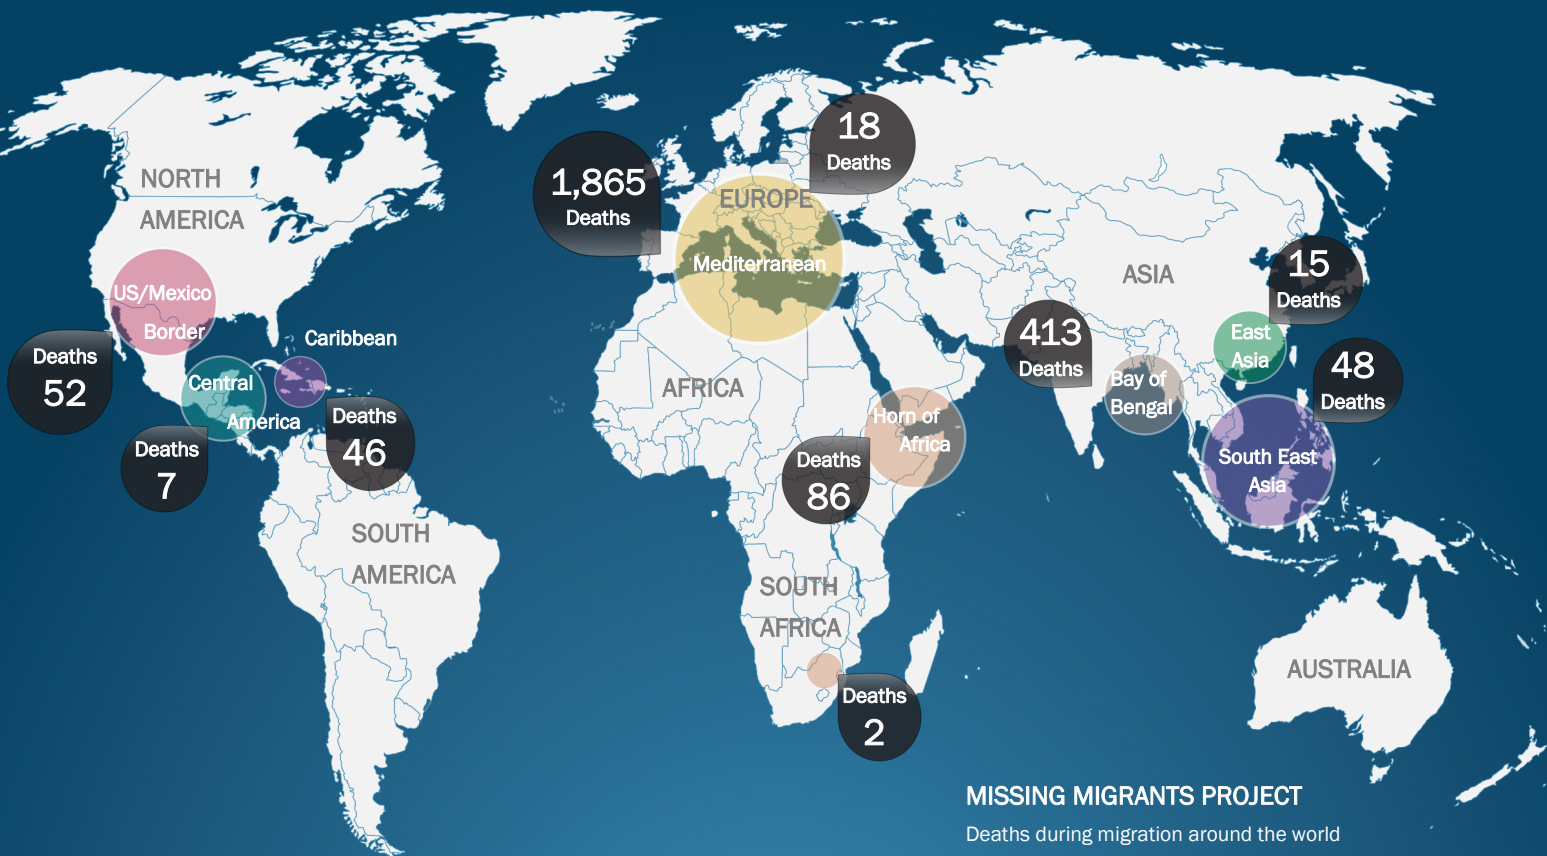 NORTH
AMERICA
US/Mexico
Border
Deaths
52
Central
America
Deaths
7
Caribbean
Deaths
46
SOUTH
AMERICA
1,865
Deaths
18
Deaths
EUROPE
Mediterranean
AFRICA
Horn of
Africa
Deaths
86
SOUTH
AFRICA
Deaths
2
ASIA
413
Deaths
Bay of
Bengal
15
Deaths
East
Asia
48
Deaths
South East
Asia
AUSTRALIA
MISSING MIGRANTS PROJECT
Deaths during migration around the world